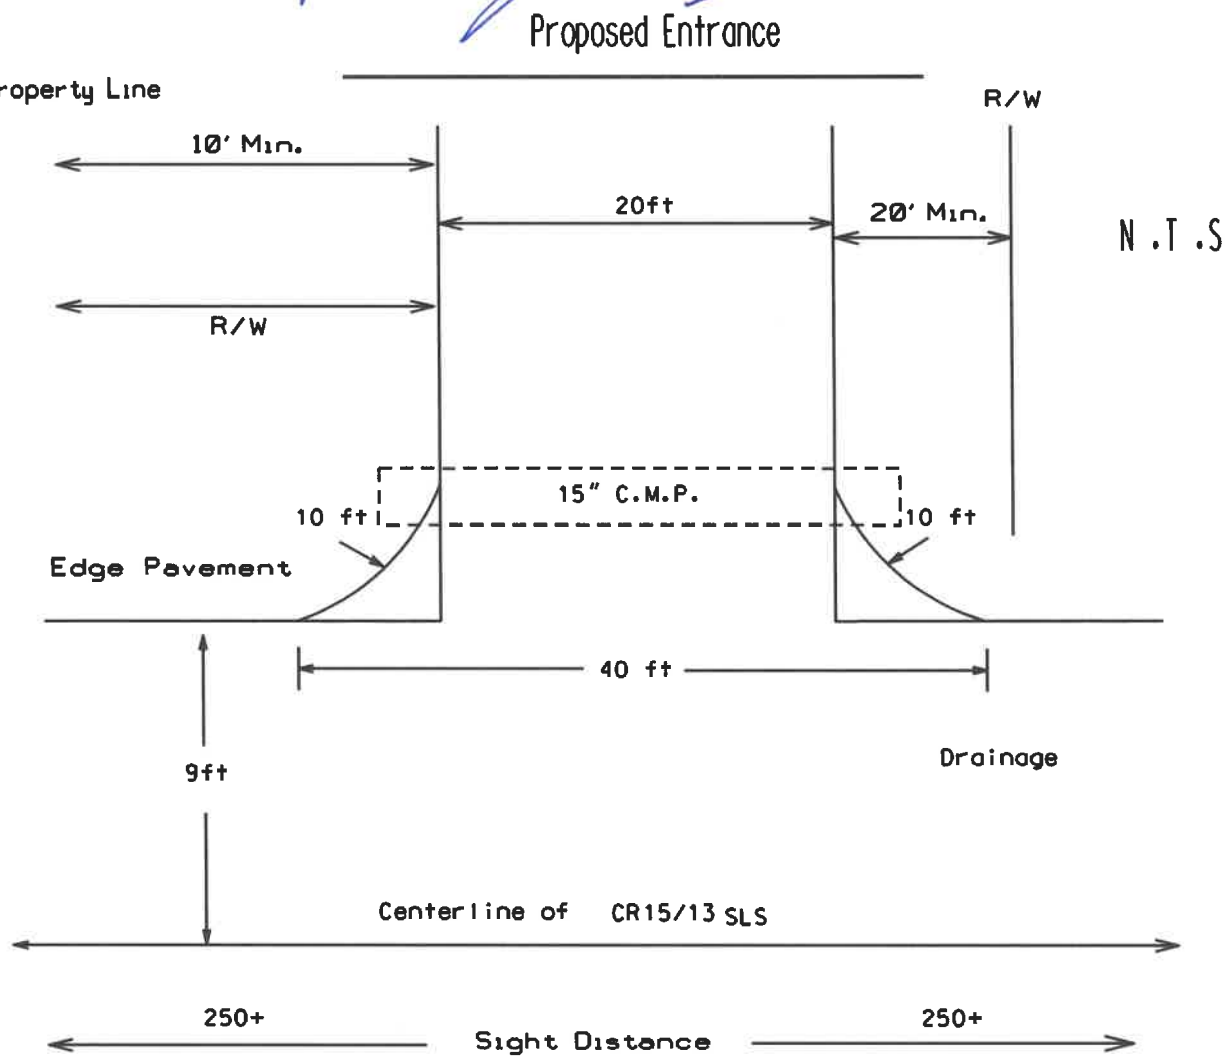 Proposed Entrance
roperty Line
R/W
10' Min.
20ft
20' Min.
N .T .S
R/W
15" C.M.P.
10 ft
10 ft
Edge Pavement
40 ft
9ft
Drainage
Centerline of CR15/13 SLS
250+
250+
Sight Distance